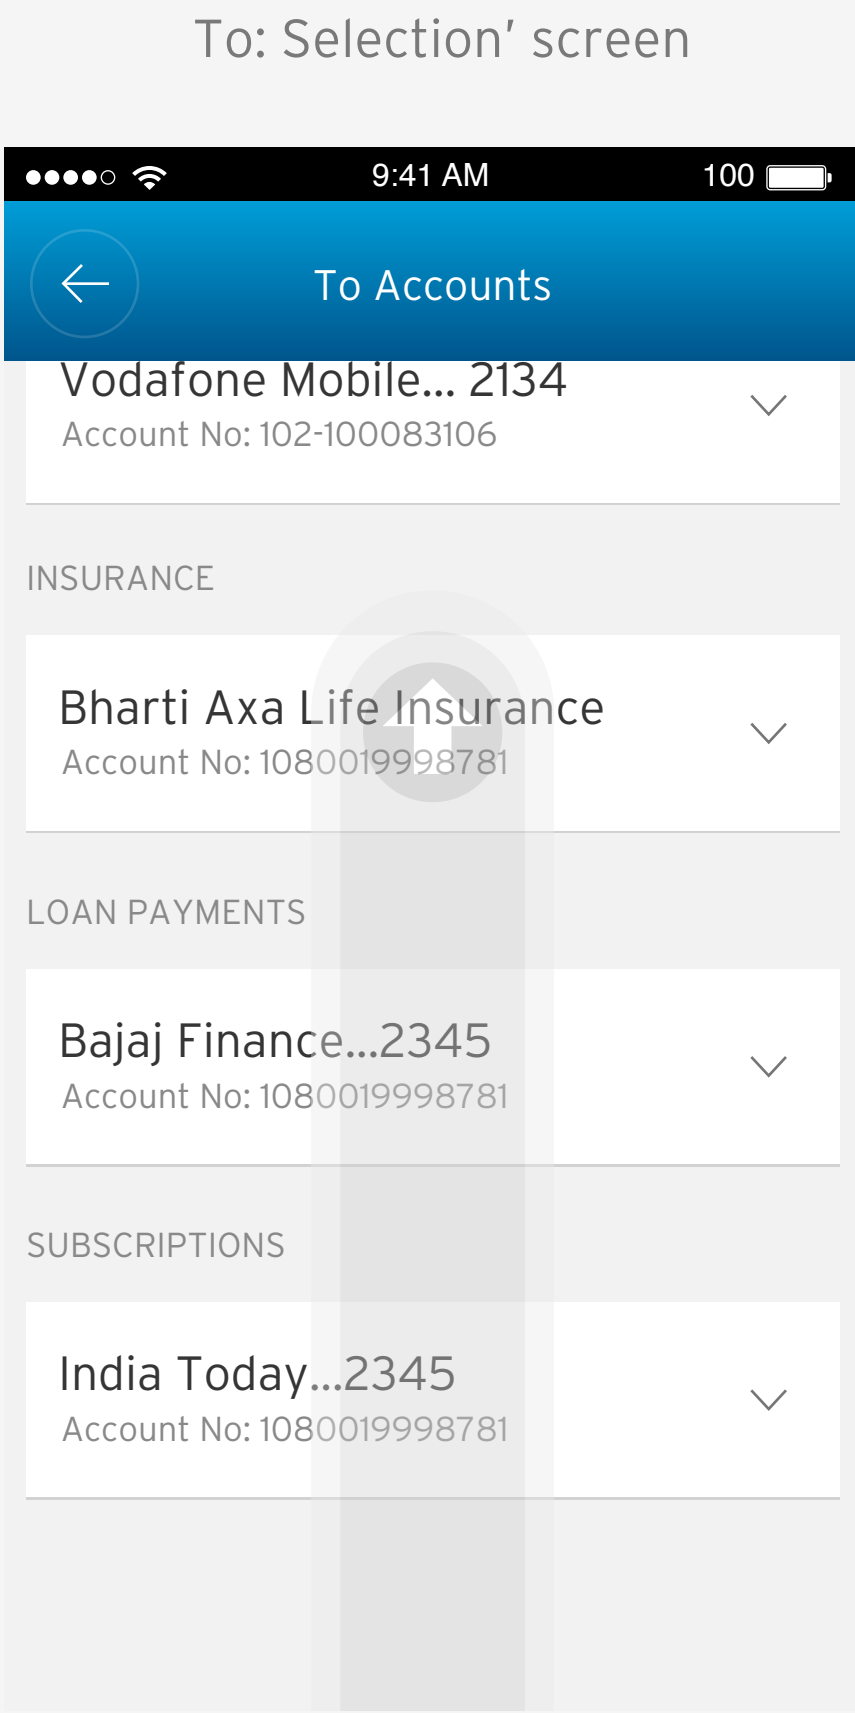 To: Selection’ screen
9:41 AM 100
To Accounts
Vodafone Mobile... 2134
Account No: 102-100083106
INSURANCE
Bharti Axa Life Insurance
Account No: 1080019998781
LOAN PAYMENTS
Bajaj Finance...2345
Account No: 1080019998781
SUBSCRIPTIONS
India Today...2345
Account No: 1080019998781